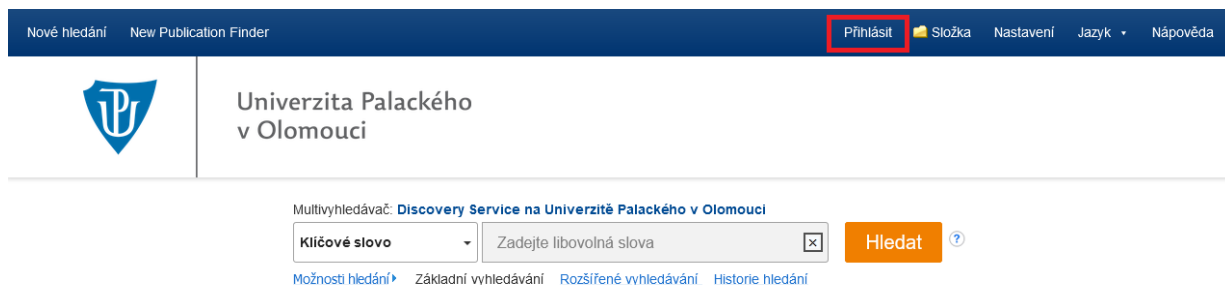 Nové hledání New Publication Finder Přihlásit Složka Nastavení Jazyk Nápověda
UP
Univerzita Palackého
v Olomouci
Multivyhledávač: Discovery Service na Univerzitě Palackého v Olomouci
Klíčové slovo Zadejte libovolná slova Hledat ?
Možnosti hledání Základní vyhledávání Rozšířené vyhledávání Historie hledání